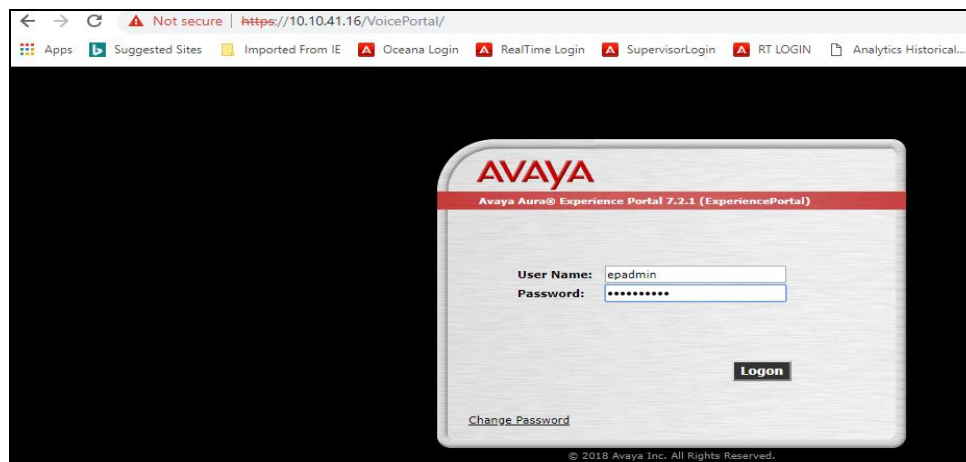 Not secure | https://10.10.41.16/VoicePortal/
Apps Suggested Sites Imported From IE Oceana Login RealTime Login SupervisorLogin RT LOGIN Analytics Historical...
AVAYA
Avaya Aura® Experience Portal 7.2.1 (ExperiencePortal)
User Name: epadmin
Password: ••••••••••
Logon
Change Password
© 2018 Avaya Inc. All Rights Reserved.